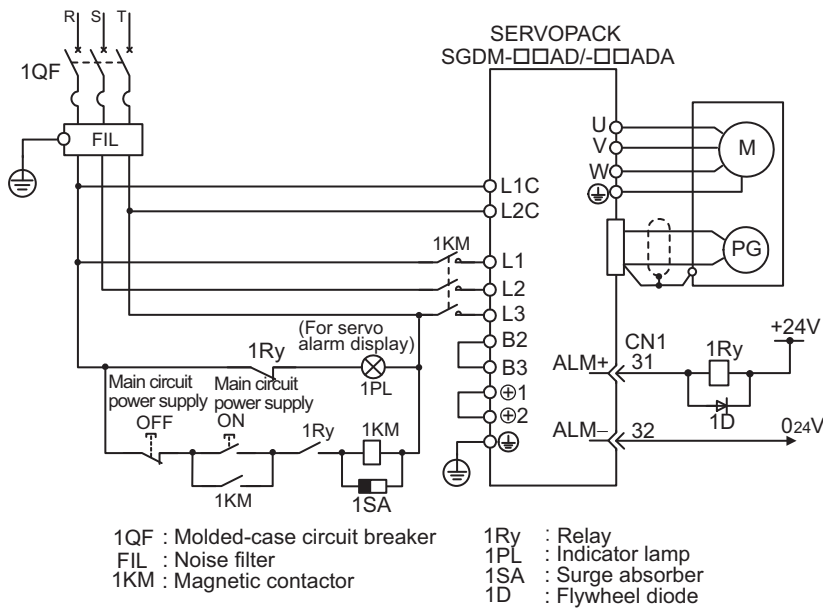 R S T
SERVOPACK
SGDM-□□AD/-□□ADA
1QF
FIL
U
V
W
M
L1C
L2C
PG
1KM
L1
L2
L3
(For servo
alarm display)
B2
B3
1Ry
1PL
CN1
+24V
ALM+
31
1Ry
1D
Main circuit
power supply
OFF
Main circuit
power supply
ON
⊕1
⊕2
1Ry
1KM
ALM−
32
024V
1KM
1SA
1QF : Molded-case circuit breaker
FIL : Noise filter
1KM : Magnetic contactor
1Ry : Relay
1PL : Indicator lamp
1SA : Surge absorber
1D : Flywheel diode